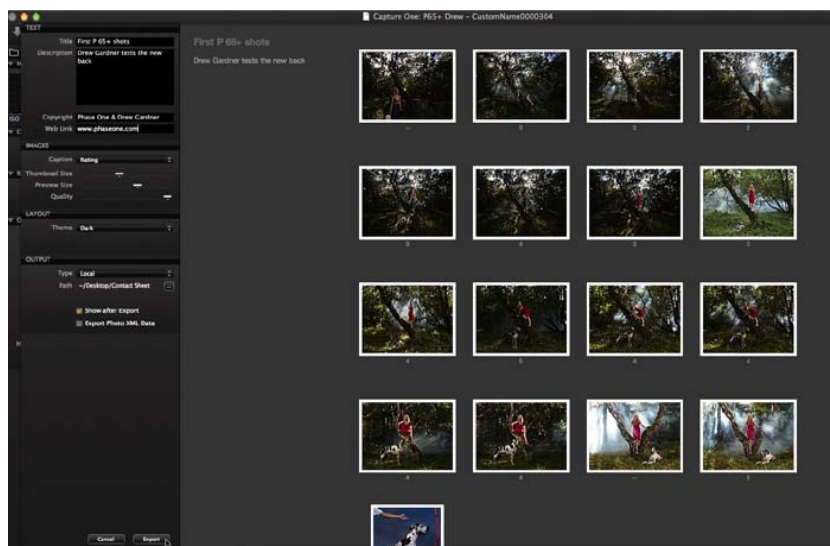 Capture One: P65+ Drew - CustomName0000304
TEXT
Title First P 65+ shots
Description Drew Gardner tests the new
back
Copyright Phase One & Drew Gardner
Web Link www.phaseone.com
IMAGES
Caption Rating
Thumbnail Size
Preview Size
Quality
LAYOUT
Theme Dark
OUTPUT
Type Local
Path ~/Desktop/Contact Sheet
Show after Export
Export Photo XML Data
Cancel Export
First P 65+ shots
Drew Gardner tests the new back